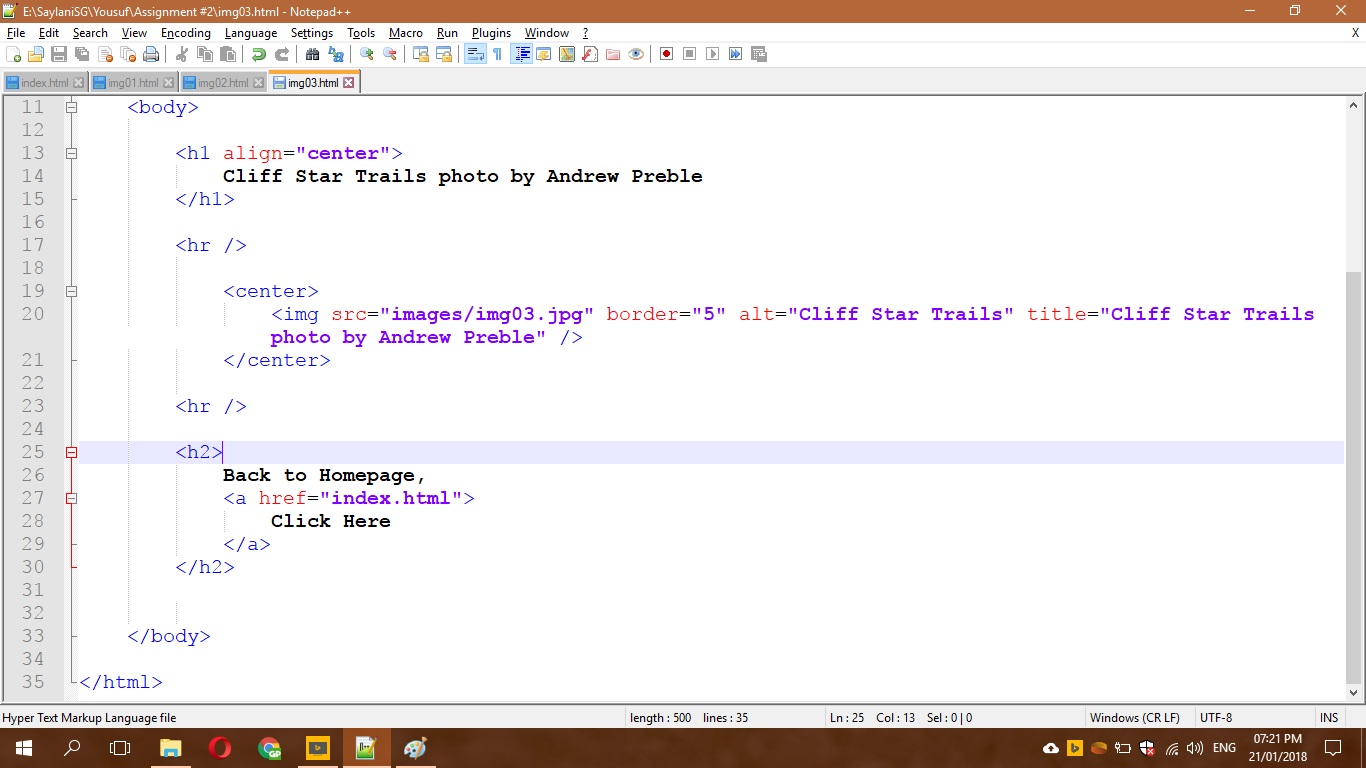 E:\SaylaniSG\Yousuf\Assignment #2\img03.html - Notepad++
File Edit Search View Encoding Language Settings Tools Macro Run Plugins Window ? X
index.html img01.html img02.html img03.html
11 <body>
12
13 <h1 align="center">
14 Cliff Star Trails photo by Andrew Preble
15 </h1>
16
17 <hr />
18
19 <center>
20 <img src="images/img03.jpg" border="5" alt="Cliff Star Trails" title="Cliff Star Trails
photo by Andrew Preble" />
21 </center>
22
23 <hr />
24
25 <h2>
26 Back to Homepage,
27 <a href="index.html">
28 Click Here
29 </a>
30 </h2>
31
32
33 </body>
34
35 </html>
Hyper Text Markup Language file length : 500 lines : 35 Ln : 25 Col : 13 Sel : 0 | 0 Windows (CR LF) UTF-8 INS
ENG 07:21 PM
21/01/2018